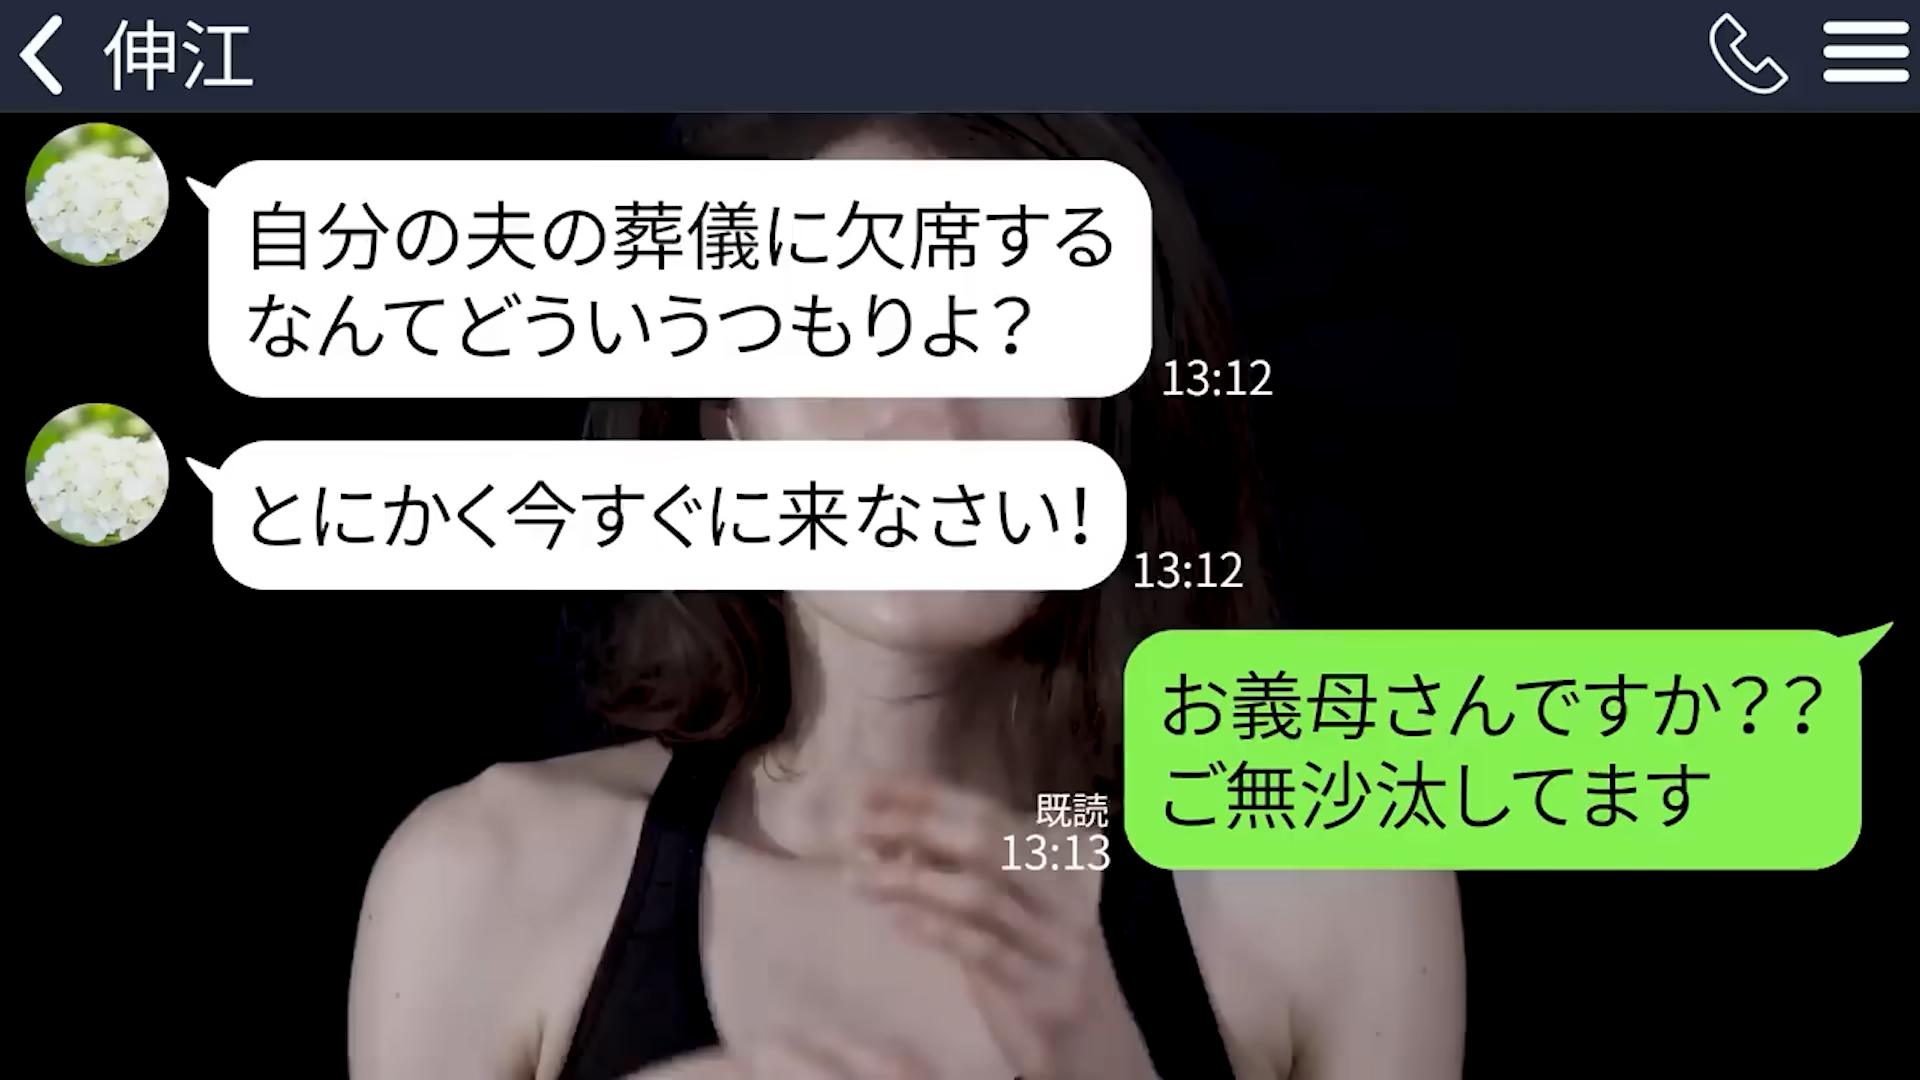 伸江
自分の夫の葬儀に欠席する
なんてどういうつもりよ？
13:12
とにかく今すぐに来なさい！
13:12
お義母さんですか？？
ご無沙汰してます
既読
13:13